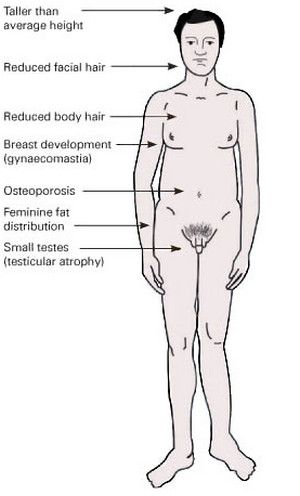 Taller than
average height
Reduced facial hair
Reduced body hair
Breast development
(gynaecomastia)
Osteoporosis
Feminine fat
distribution
Small testes
(testicular atrophy)